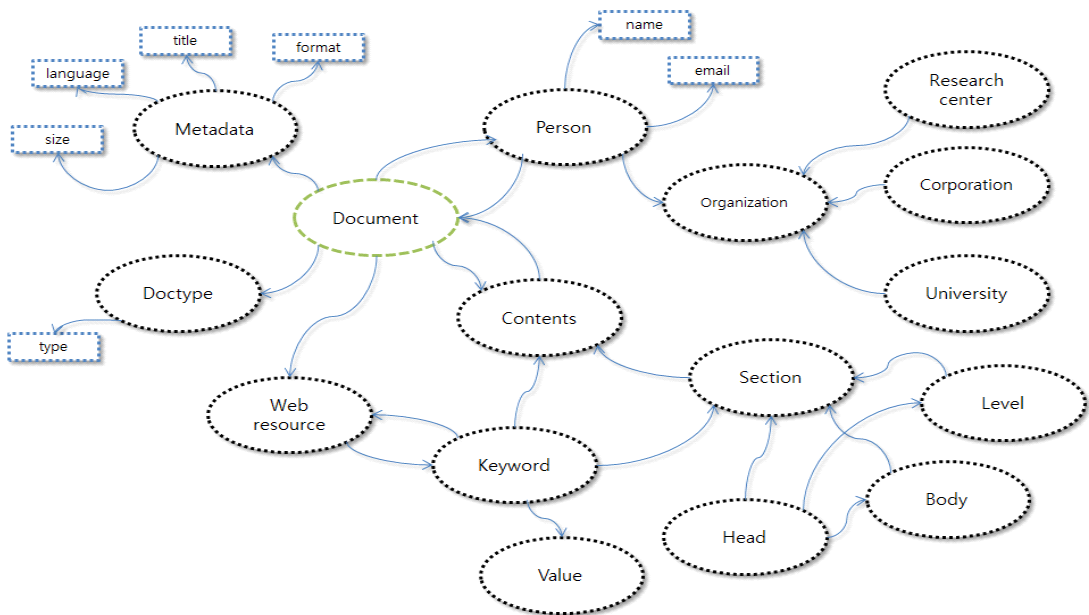 name
title
format
language
email
Research
center
Metadata
Person
size
Corporation
Organization
Document
Doctype
University
Contents
type
Section
Web
resource
Level
Keyword
Body
Head
Value